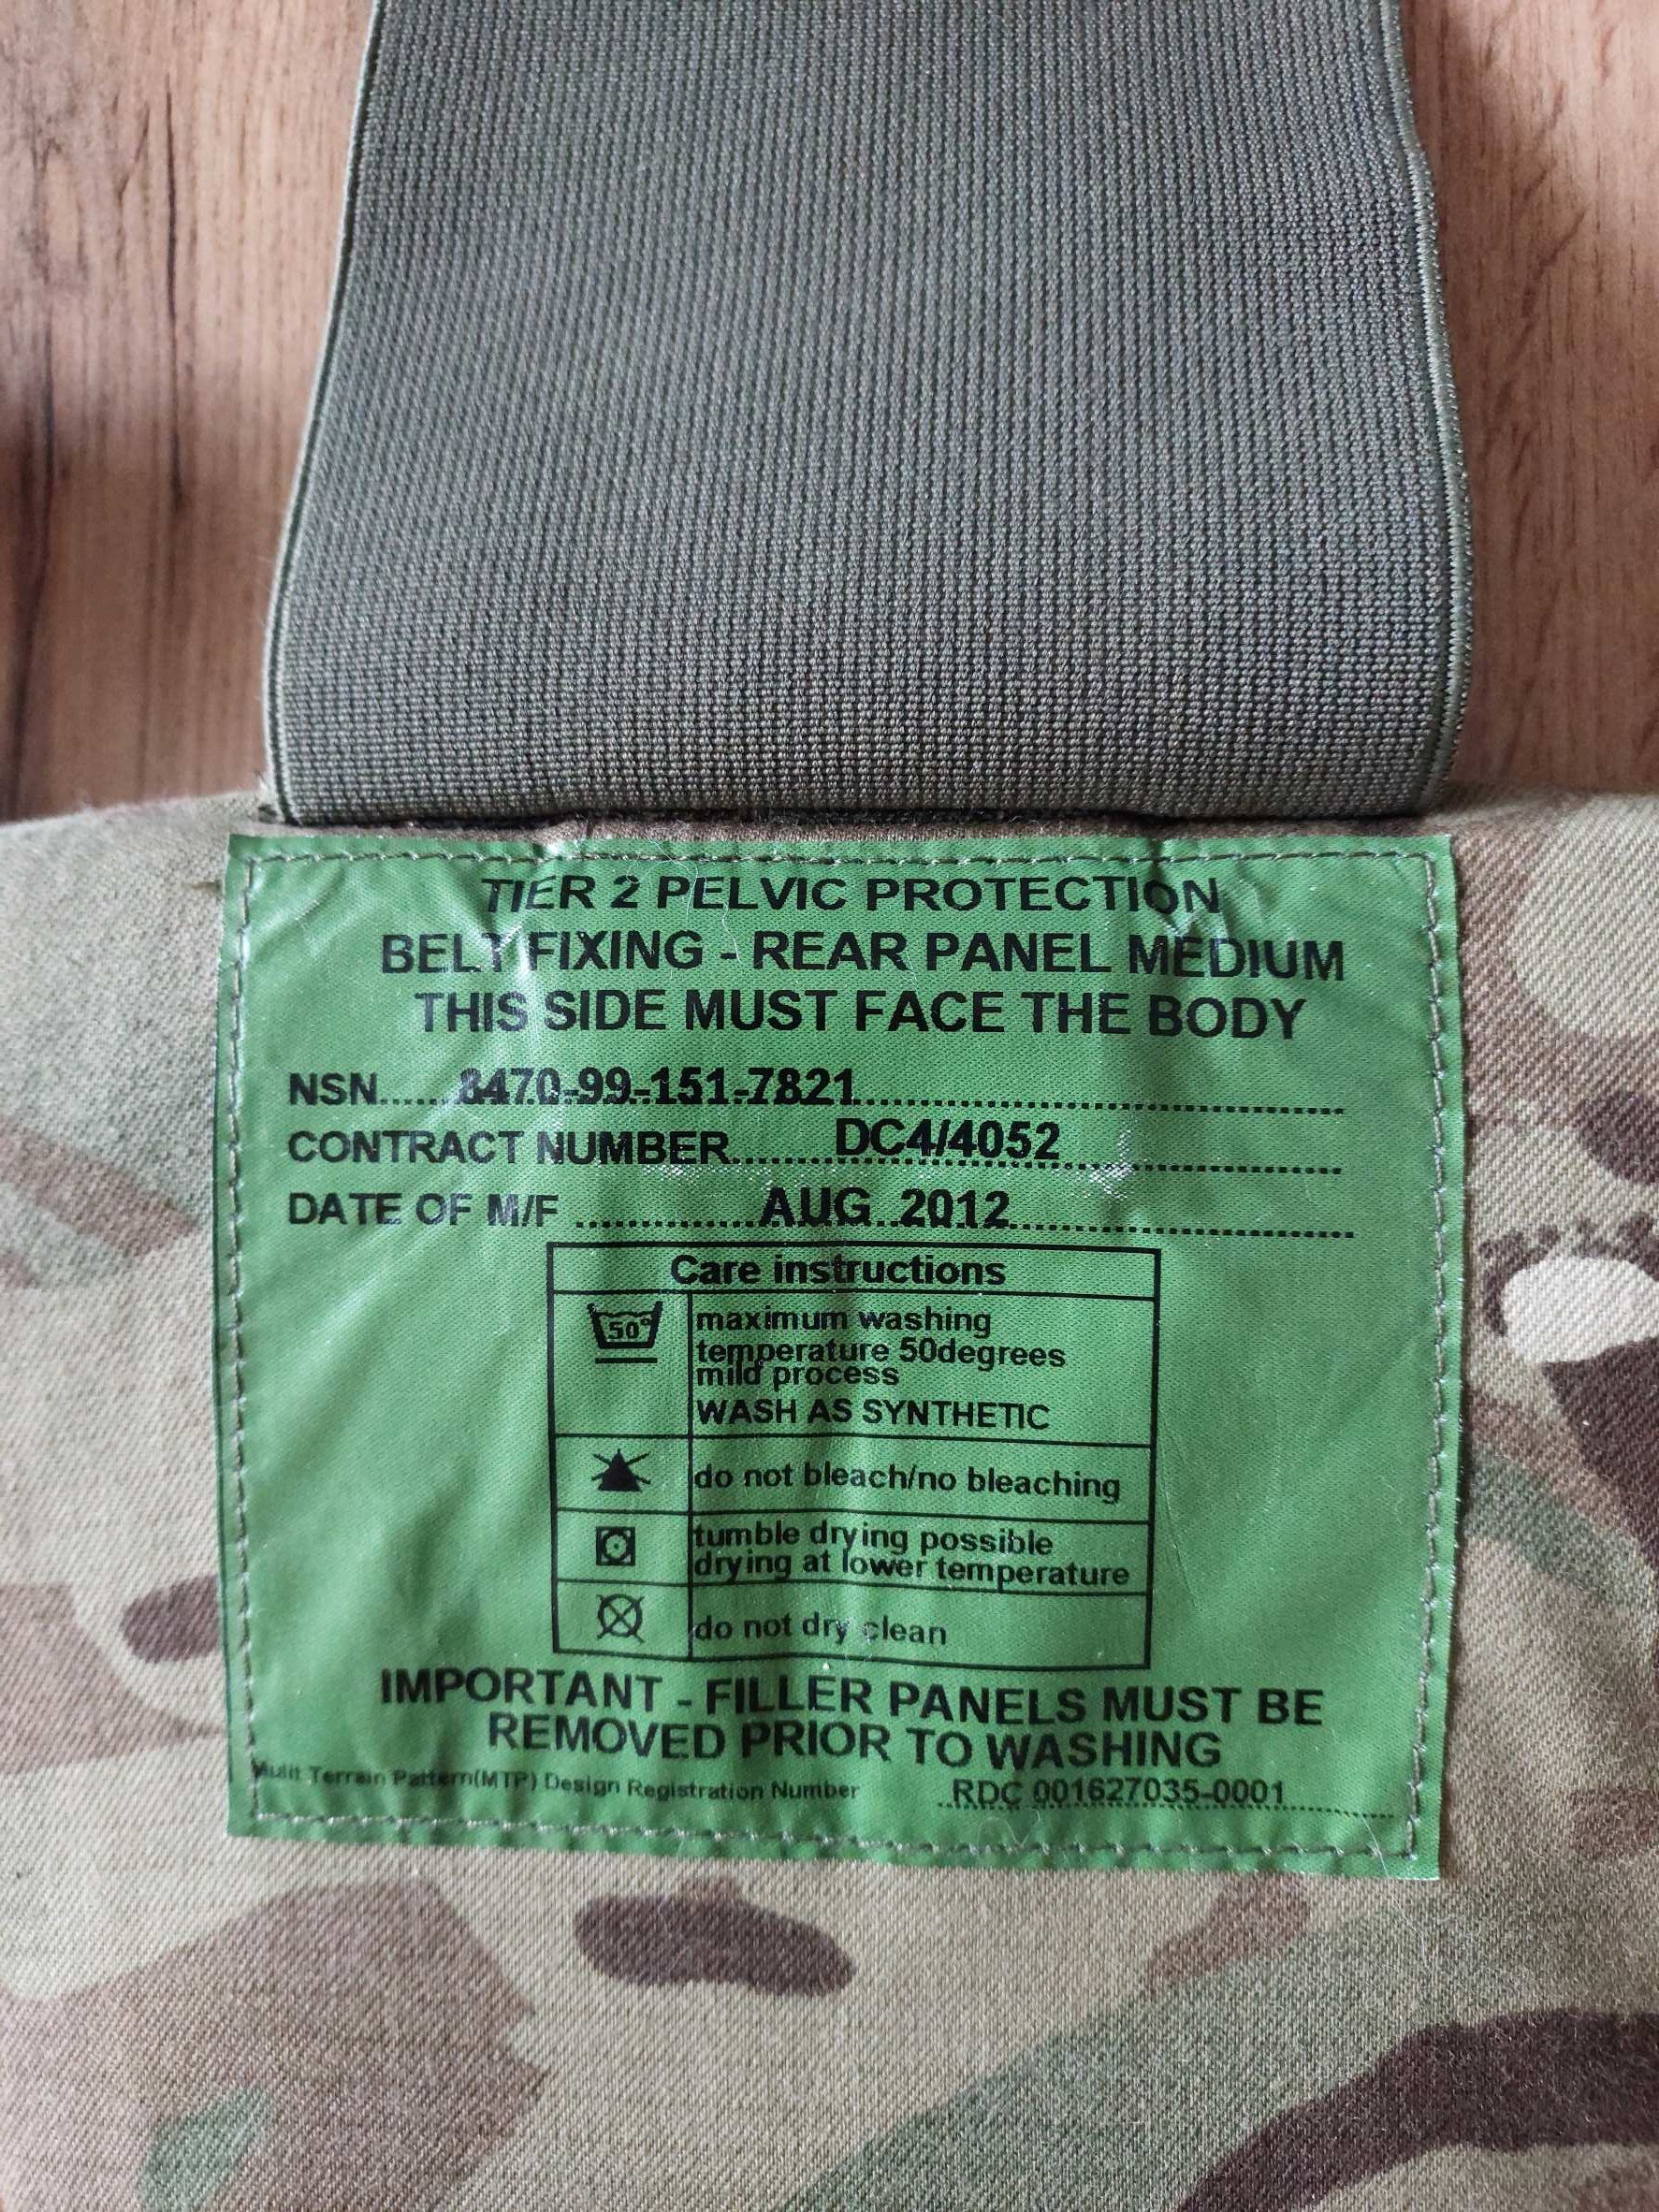 TIER 2 PELVIC PROTECTION
BELT FIXING - REAR PANEL MEDIUM
THIS SIDE MUST FACE THE BODY
NSN......8470-99-151-7821..............................
CONTRACT NUMBER........DC4/4052....................
DATE OF M/F ..............AUG 2012..........................
Care instructions
50°
maximum washing
temperature 50degrees
mild process
WASH AS SYNTHETIC
do not bleach/no bleaching
tumble drying possible
drying at lower temperature
do not dry clean
IMPORTANT - FILLER PANELS MUST BE
REMOVED PRIOR TO WASHING
Mulit Terrain Pattern(MTP) Design Registration Number RDC 001627035-0001